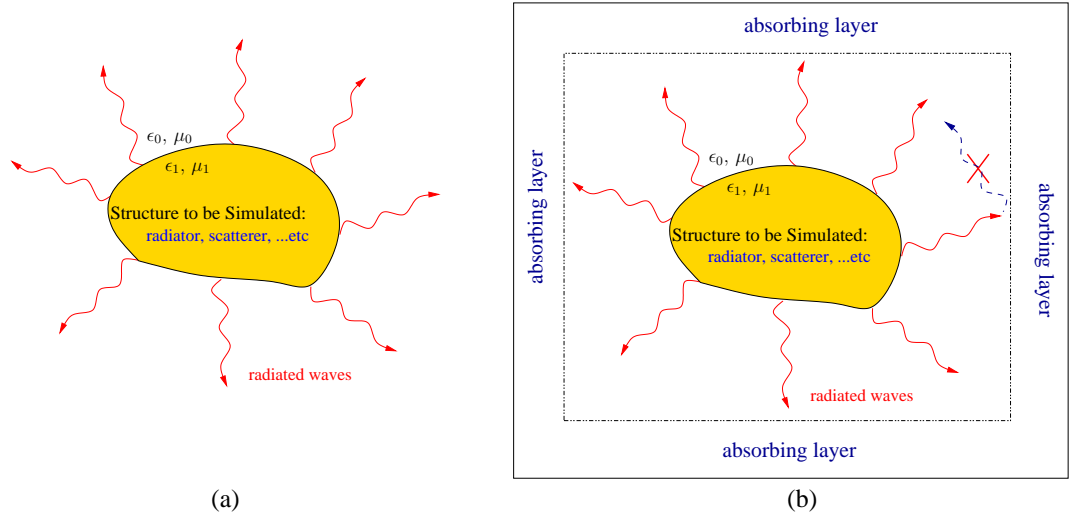 ϵ0, μ0
ϵ1, μ1
Structure to be Simulated:
radiator, scatterer, ...etc
radiated waves
(a)
absorbing layer
absorbing layer
ϵ0, μ0
ϵ1, μ1
Structure to be Simulated:
radiator, scatterer, ...etc
absorbing layer
radiated waves
absorbing layer
(b)